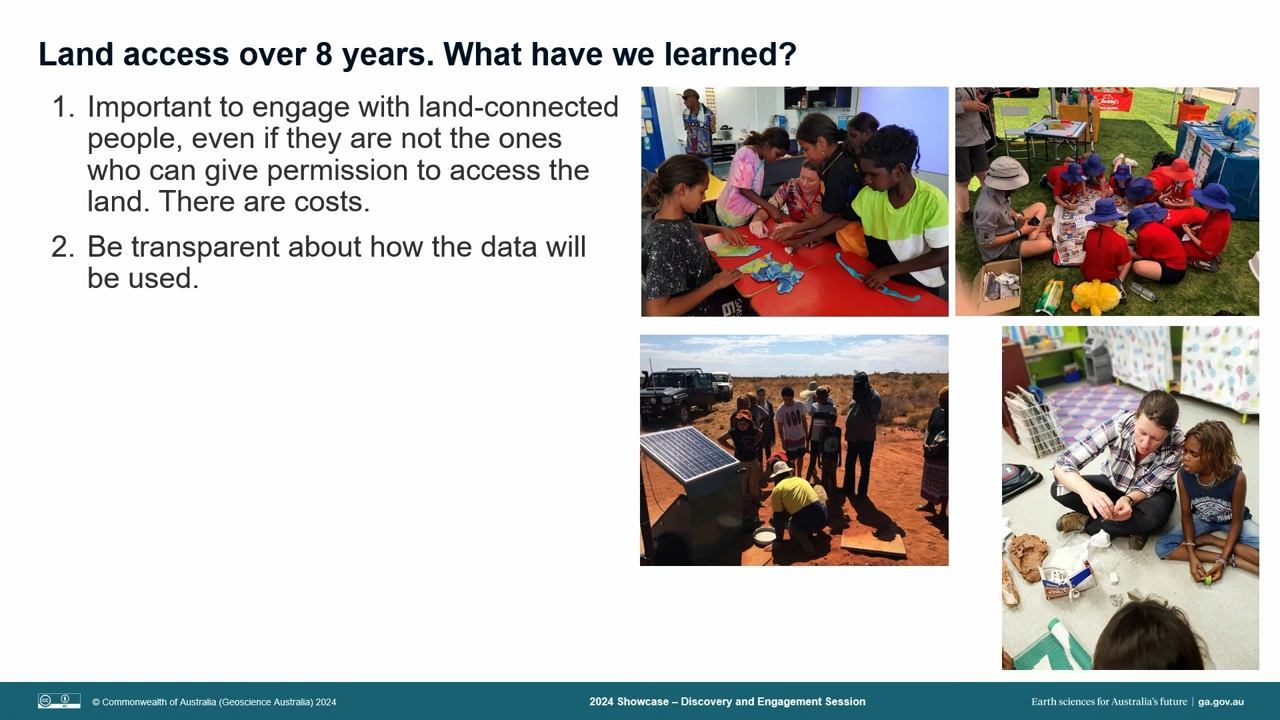 Land access over 8 years. What have we learned?
1. Important to engage with land-connected
people, even if they are not the ones
who can give permission to access the
land. There are costs.
2. Be transparent about how the data will
be used.
© Commonwealth of Australia (Geoscience Australia) 2024
2024 Showcase – Discovery and Engagement Session
Earth sciences for Australia's future | ga.gov.au